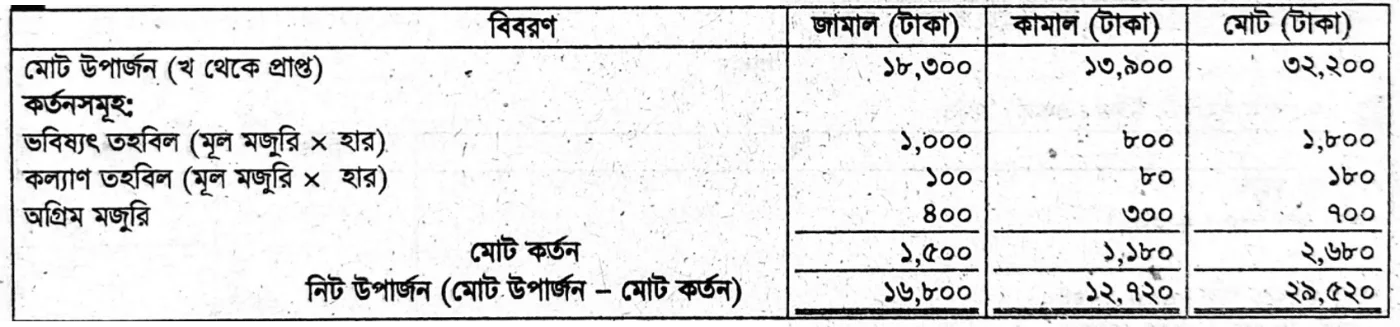 বিবরণ জামাল (টাকা) কামাল (টাকা) মোট (টাকা)
মোট উপার্জন (খ থেকে প্রাপ্ত) ১৮,৩০০ ১৩,৯০০ ৩২,২০০
কর্তনসমূহ:
ভবিষ্যৎ তহবিল (মূল মজুরি × হার) ১,০০০ ৮০০ ১,৮০০
কল্যাণ তহবিল (মূল মজুরি × হার) ১০০ ৮০ ১৮০
অগ্রিম মজুরি ৪০০ ৩০০ ৭০০
মোট কর্তন ১,৫০০ ১,১৮০ ২,৬৮০
নিট উপার্জন (মোট উপার্জন – মোট কর্তন) ১৬,৮০০ ১২,৭২০ ২৯,৫২০